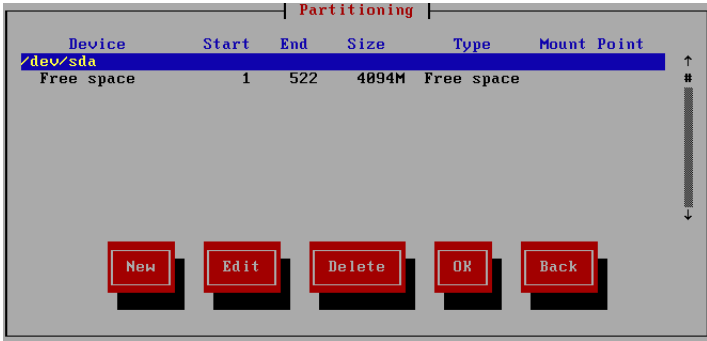 Partitioning
Device Start End Size Type Mount Point
/dev/sda
Free space 1 522 4094M Free space
#
New Edit Delete OK Back